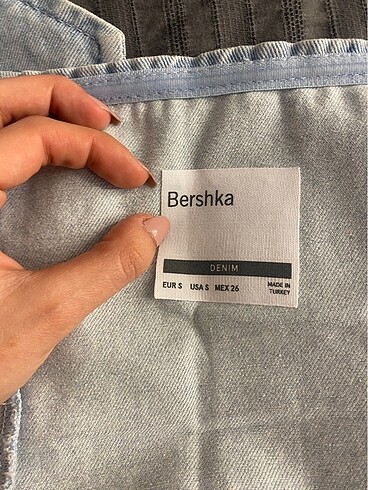 Bershka
DENIM
EUR S USA S MEX 26
MADE IN
TURKEY